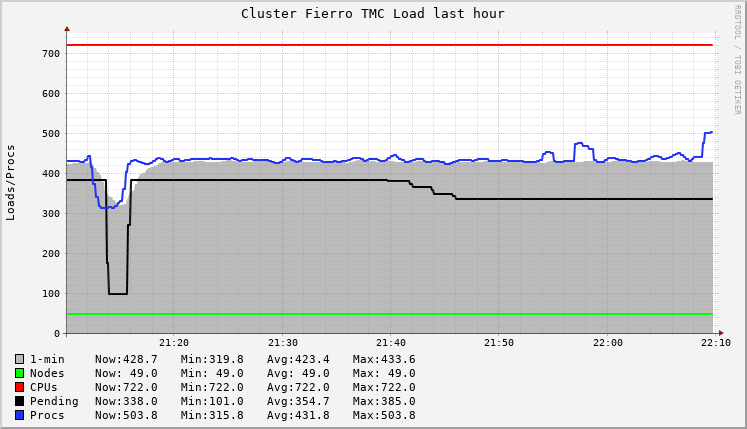 Cluster Fierro TMC Load last hour
RRDTOOL / TOBI OETIKER
Loads/Procs
700
600
500
400
300
200
100
0
21:20 21:30 21:40 21:50 22:00 22:10
1-min Now:428.7 Min:319.8 Avg:423.4 Max:433.6
Nodes Now: 49.0 Min: 49.0 Avg: 49.0 Max: 49.0
CPUs Now:722.0 Min:722.0 Avg:722.0 Max:722.0
Pending Now:338.0 Min:101.0 Avg:354.7 Max:385.0
Procs Now:503.8 Min:315.8 Avg:431.8 Max:503.8